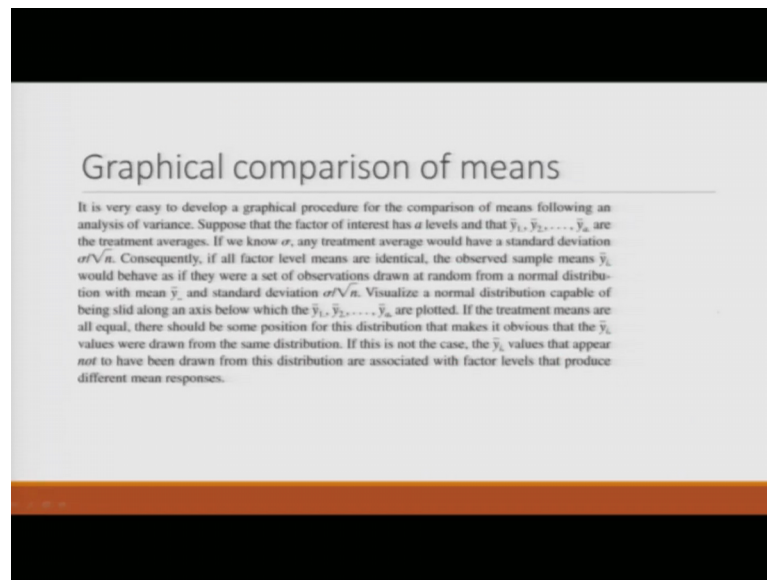 Graphical comparison of means
It is very easy to develop a graphical procedure for the comparison of means following an
analysis of variance. Suppose that the factor of interest has a levels and that ȳ₁., ȳ₂., . . . , ȳₐ. are
the treatment averages. If we know σ, any treatment average would have a standard deviation
σ/√n. Consequently, if all factor level means are identical, the observed sample means ȳᵢ.
would behave as if they were a set of observations drawn at random from a normal distribu-
tion with mean ȳ.. and standard deviation σ/√n. Visualize a normal distribution capable of
being slid along an axis below which the ȳ₁., ȳ₂., . . . , ȳₐ. are plotted. If the treatment means are
all equal, there should be some position for this distribution that makes it obvious that the ȳᵢ.
values were drawn from the same distribution. If this is not the case, the ȳᵢ. values that appear
not to have been drawn from this distribution are associated with factor levels that produce
different mean responses.